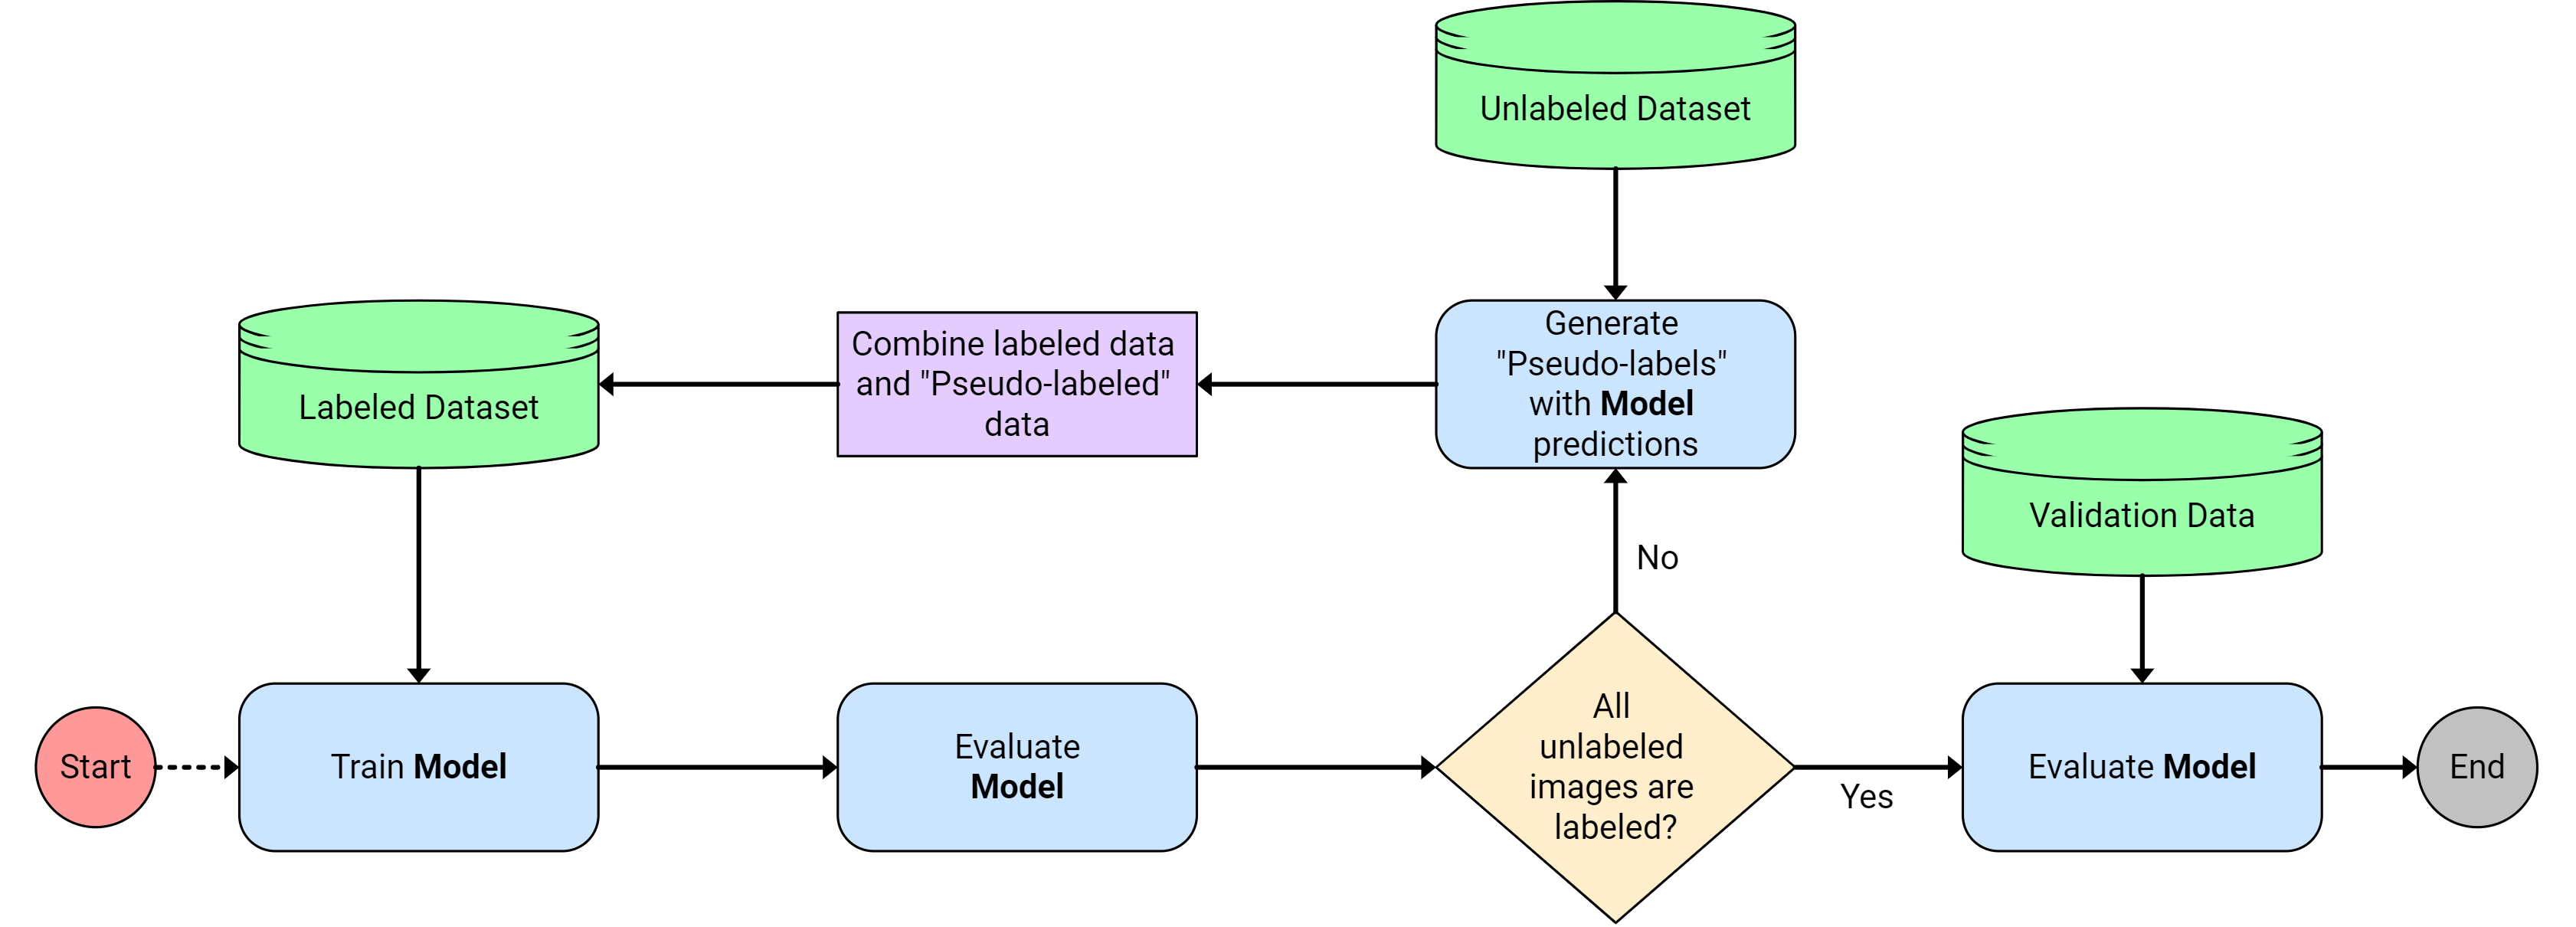 Unlabeled Dataset
Generate
"Pseudo-labels"
with Model
predictions
Combine labeled data
and "Pseudo-labeled"
data
Labeled Dataset
Validation Data
No
Start
Train Model
Evaluate
Model
All
unlabeled
images are
labeled?
Yes
Evaluate Model
End